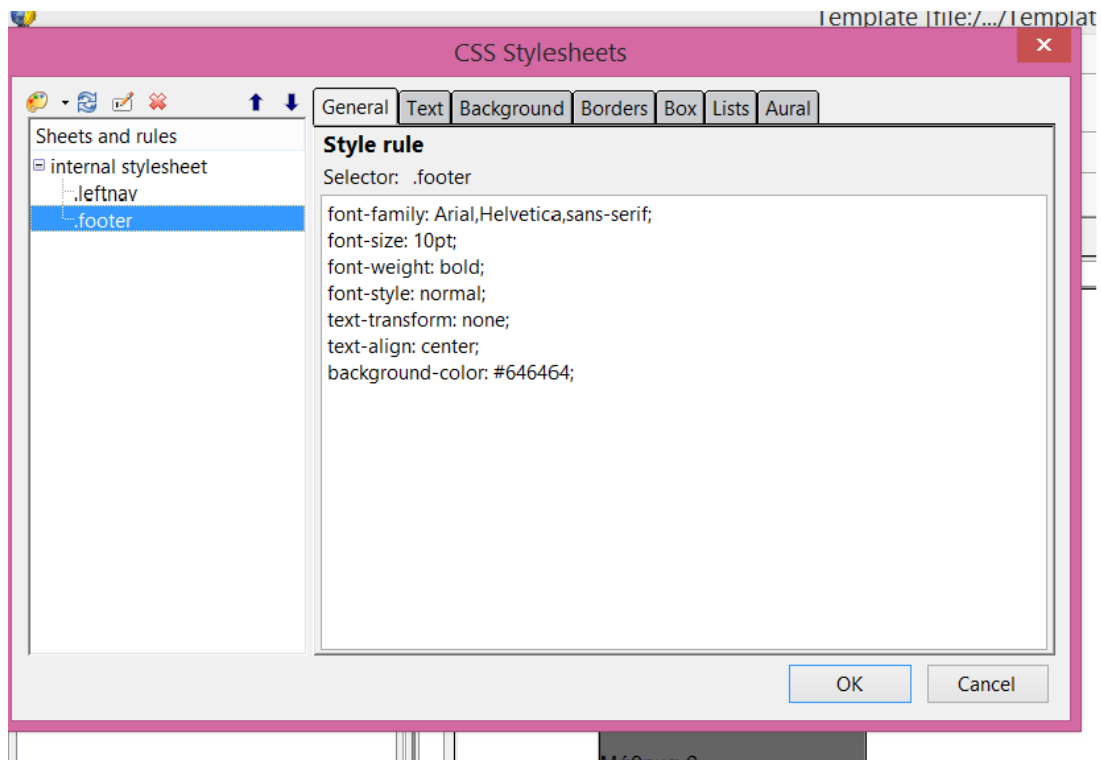 Template [file:/.../Templat
CSS Stylesheets
General Text Background Borders Box Lists Aural
Sheets and rules
internal stylesheet
.leftnav
.footer
Style rule
Selector: .footer
font-family: Arial,Helvetica,sans-serif;
font-size: 10pt;
font-weight: bold;
font-style: normal;
text-transform: none;
text-align: center;
background-color: #646464;
OK Cancel